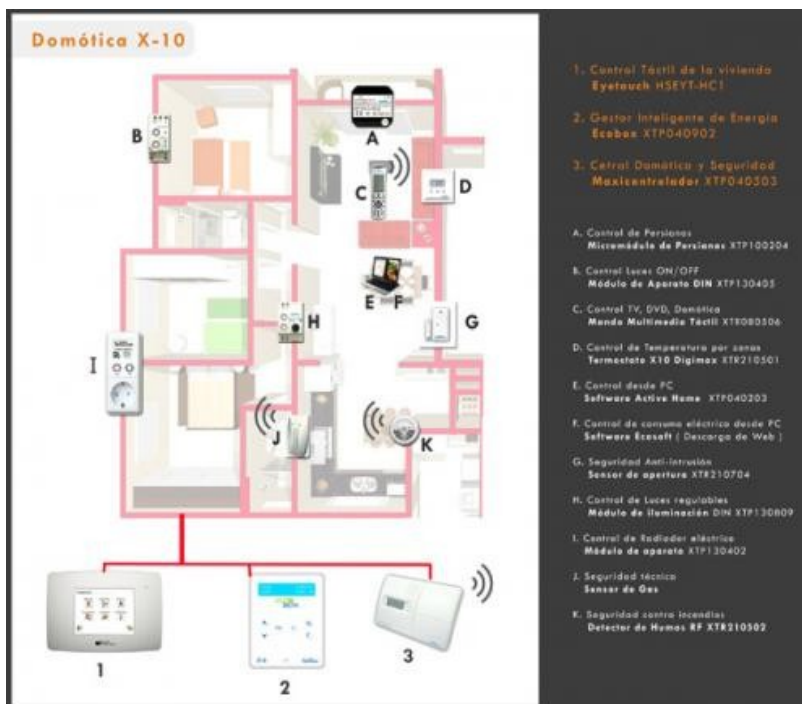 Domótica X-10
A
B
C
D
E
F
G
H
I
J
K
1
2
3
1. Control Táctil de la vivienda
Eyetouch HSEYT-HC1
2. Gestor Inteligente de Energía
Ecobox XTP040902
3. Cetral Domótica y Seguridad
Maxicontrolador XTP040503
A. Control de Persianas
Micromódulo de Persianas XTP100204
B. Control Luces ON/OFF
Módulo de Aparato DIN XTP130405
C. Control TV, DVD, Domótica
Mando Multimedia Táctil XTR080506
D. Control de Temperatura por zonas
Termostato X10 Digimax XTR210501
E. Control desde PC
Software Active Home XTP040203
F. Control de consumo eléctrico desde PC
Software Ecosoft ( Descarga de Web )
G. Seguridad Anti-intrusión
Sensor de apertura XTR210704
H. Control de Luces regulables
Módulo de iluminación DIN XTP130809
I. Control de Radiador eléctrico
Módulo de aparato XTP130402
J. Seguridad técnica
Sensor de Gas
K. Seguridad contra incendios
Detector de Humos RF XTR210502